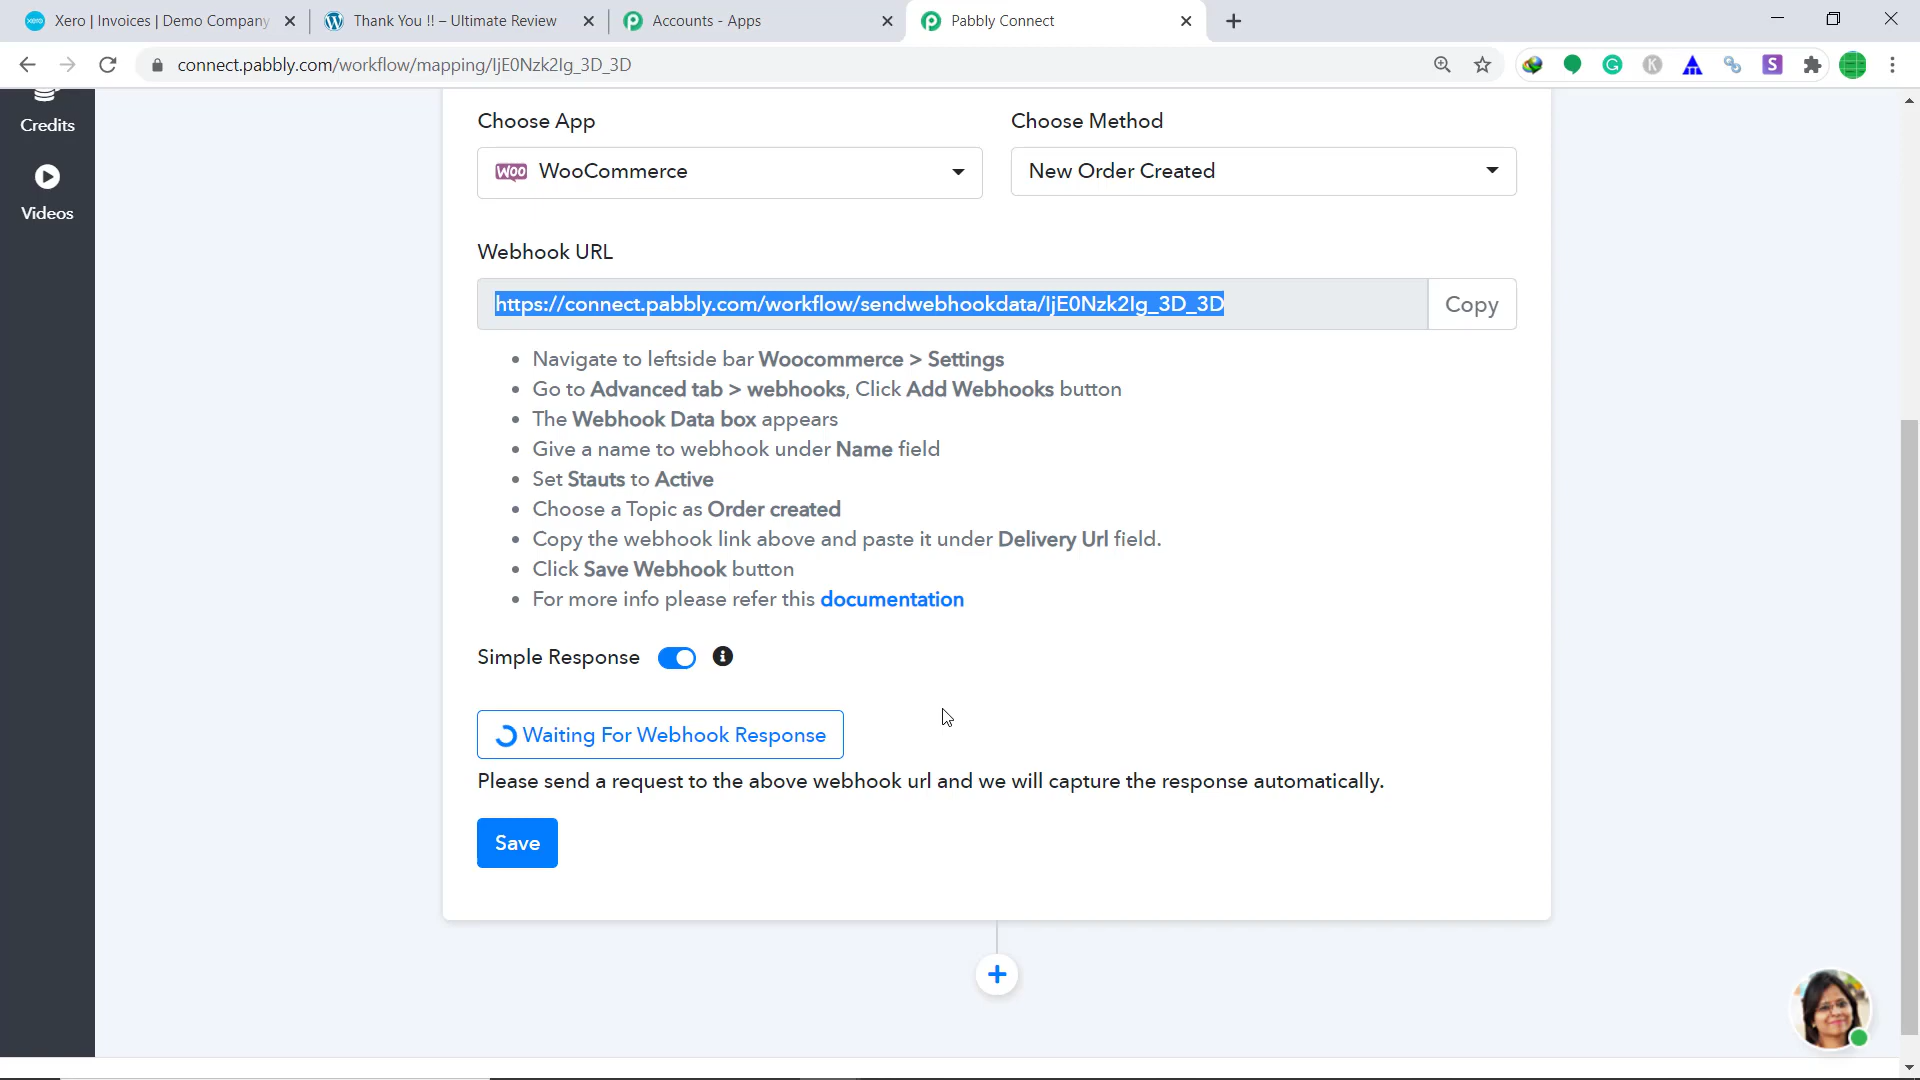 Xero | Invoices | Demo Company
Thank You !! – Ultimate Review
Accounts - Apps
Pabbly Connect
connect.pabbly.com/workflow/mapping/IjE0Nzk2Ig_3D_3D
Credits
Videos
Choose App
Choose Method
WOO WooCommerce
New Order Created
Webhook URL
https://connect.pabbly.com/workflow/sendwebhookdata/IjE0Nzk2Ig_3D_3D
Copy
• Navigate to leftside bar Woocommerce > Settings
• Go to Advanced tab > webhooks, Click Add Webhooks button
• The Webhook Data box appears
• Give a name to webhook under Name field
• Set Stauts to Active
• Choose a Topic as Order created
• Copy the webhook link above and paste it under Delivery Url field.
• Click Save Webhook button
• For more info please refer this documentation
Simple Response
Waiting For Webhook Response
Please send a request to the above webhook url and we will capture the response automatically.
Save